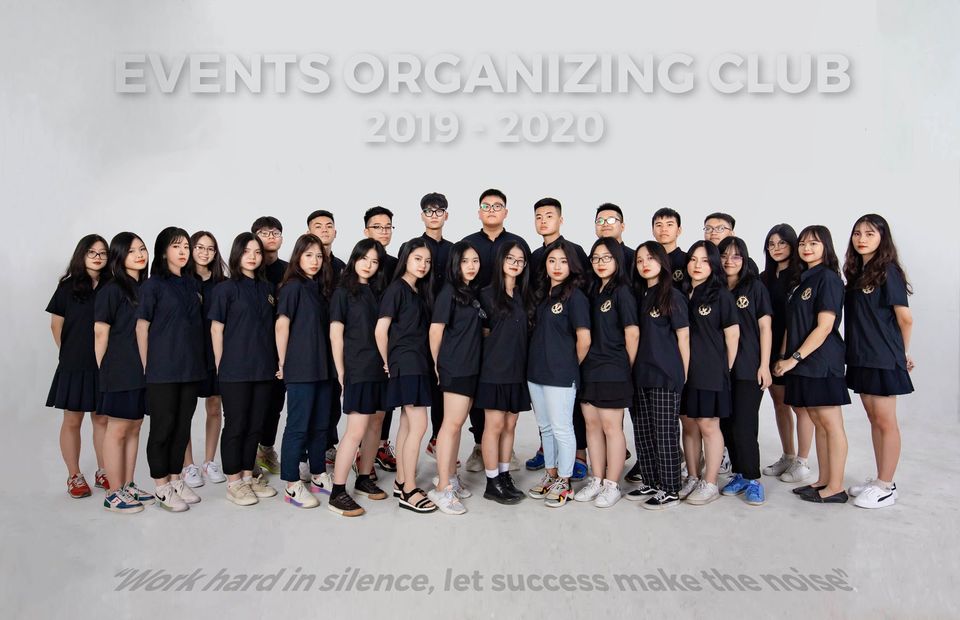 EVENTS ORGANIZING CLUB
2019 - 2020
"Work hard in silence, let success make the noise"